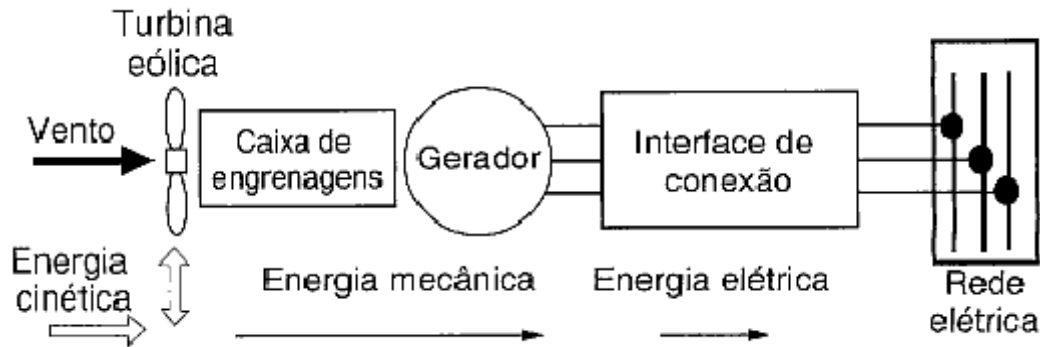 Turbina
eólica
Vento
Caixa de
engrenagens
Gerador
Interface de
conexão
Energia
cinética
Energia mecânica
Energia elétrica
Rede
elétrica